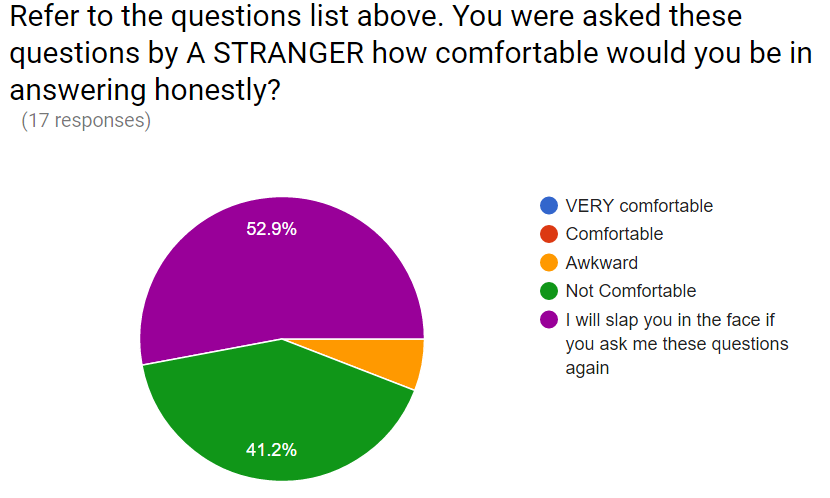 Refer to the questions list above. You were asked these
questions by A STRANGER how comfortable would you be in
answering honestly?
(17 responses)
52.9%
41.2%
VERY comfortable
Comfortable
Awkward
Not Comfortable
I will slap you in the face if
you ask me these questions
again